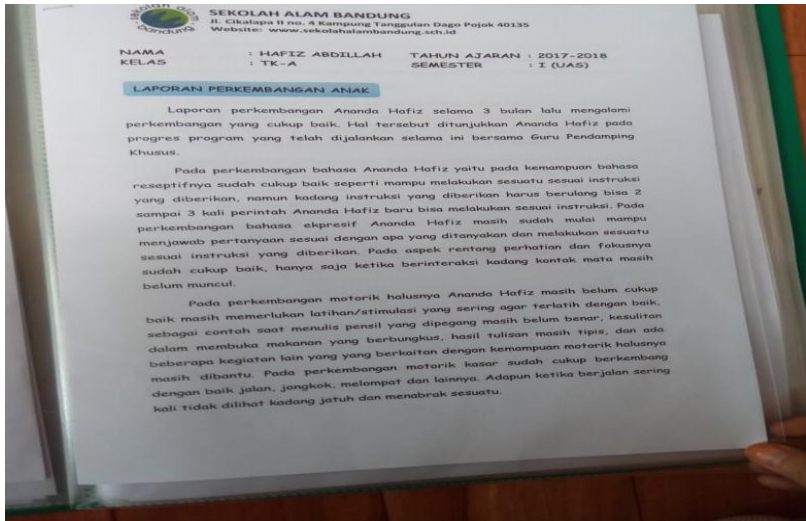 sekolah alam
bandung
SEKOLAH ALAM BANDUNG
Jl. Cikalapa II no. 4 Kampung Tanggulan Dago Pojok 40135
Website: www.sekolahalambandung.sch.id
NAMA : HAFIZ ABDILLAH TAHUN AJARAN : 2017-2018
KELAS : TK-A SEMESTER : I (UAS)
LAPORAN PERKEMBANGAN ANAK
Laporan perkembangan Ananda Hafiz selama 3 bulan lalu mengalami
perkembangan yang cukup baik. Hal tersebut ditunjukkan Ananda Hafiz pada
progres program yang telah dijalankan selama ini bersama Guru Pendamping
Khusus.
Pada perkembangan bahasa Ananda Hafiz yaitu pada kemampuan bahasa
reseptifnya sudah cukup baik seperti mampu melakukan sesuatu sesuai instruksi
yang diberikan, namun kadang instruksi yang diberikan harus berulang bisa 2
sampai 3 kali perintah Ananda Hafiz baru bisa melakukan sesuai instruksi. Pada
perkembangan bahasa ekpresif Ananda Hafiz masih sudah mulai mampu
menjawab pertanyaan sesuai dengan apa yang ditanyakan dan melakukan sesuatu
sesuai instruksi yang diberikan. Pada aspek rentang perhatian dan fokusnya
sudah cukup baik, hanya saja ketika berinteraksi kadang kontak mata masih
belum muncul.
Pada perkembangan motorik halusnya Ananda Hafiz masih belum cukup
baik masih memerlukan latihan/stimulasi yang sering agar terlatih dengan baik,
sebagai contoh saat menulis pensil yang dipegang masih belum benar, kesulitan
dalam membuka makanan yang berbungkus, hasil tulisan masih tipis, dan ada
beberapa kegiatan lain yang yang berkaitan dengan kemampuan motorik halusnya
masih dibantu. Pada perkembangan motorik kasar sudah cukup berkembang
dengan baik jalan, jongkok, melompat dan lainnya. Adapun ketika berjalan sering
kali tidak dilihat kadang jatuh dan menabrak sesuatu.